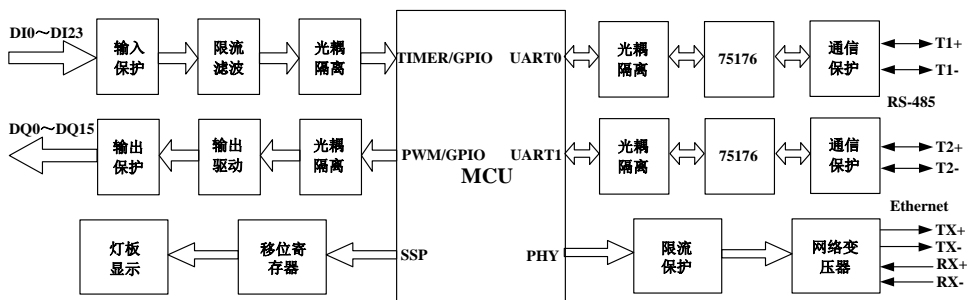 DI0～DI23
输入
保护
限流
滤波
光耦
隔离
TIMER/GPIO
UART0
光耦
隔离
75176
通信
保护
T1+
T1-
RS-485
DQ0～DQ15
输出
保护
输出
驱动
光耦
隔离
PWM/GPIO
UART1
MCU
光耦
隔离
75176
通信
保护
T2+
T2-
Ethernet
灯板
显示
移位寄
存器
SSP
PHY
限流
保护
网络变
压器
TX+
TX-
RX+
RX-